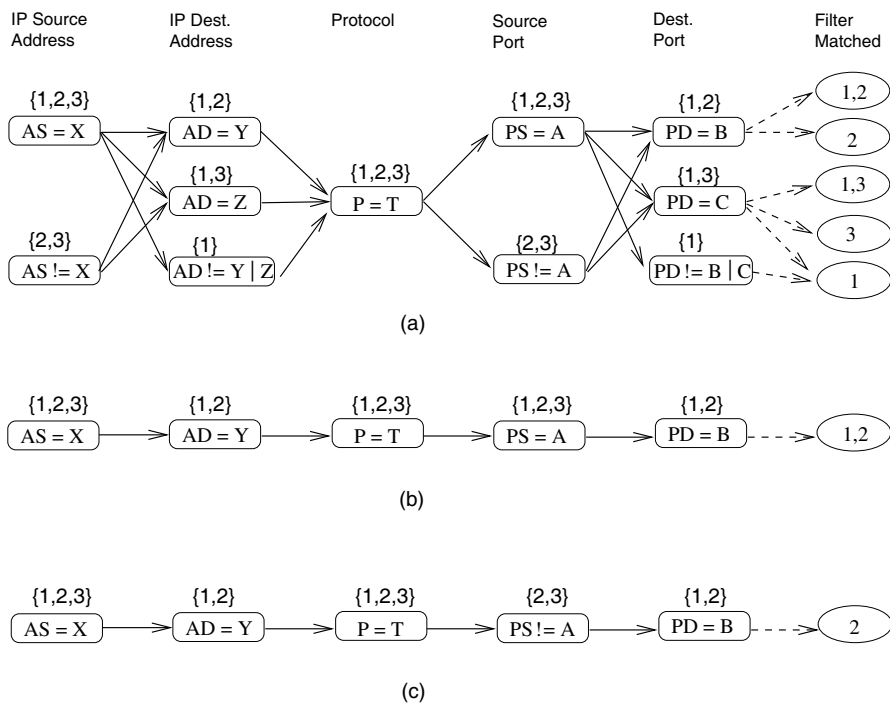 IP Source Address
IP Dest. Address
Protocol
Source Port
Dest. Port
Filter Matched
{1,2,3}
{1,2}
{1,2,3}
{1,2}
1,2
AS = X
AD = Y
PS = A
PD = B
2
{1,3}
{1,2,3}
{1,3}
1,3
AD = Z
P = T
PD = C
{2,3}
{1}
{2,3}
{1}
3
AS != X
AD != Y | Z
PS != A
PD != B | C
1
(a)
{1,2,3}
{1,2}
{1,2,3}
{1,2,3}
{1,2}
AS = X
AD = Y
P = T
PS = A
PD = B
1,2
(b)
{1,2,3}
{1,2}
{1,2,3}
{2,3}
{1,2}
AS = X
AD = Y
P = T
PS != A
PD = B
2
(c)